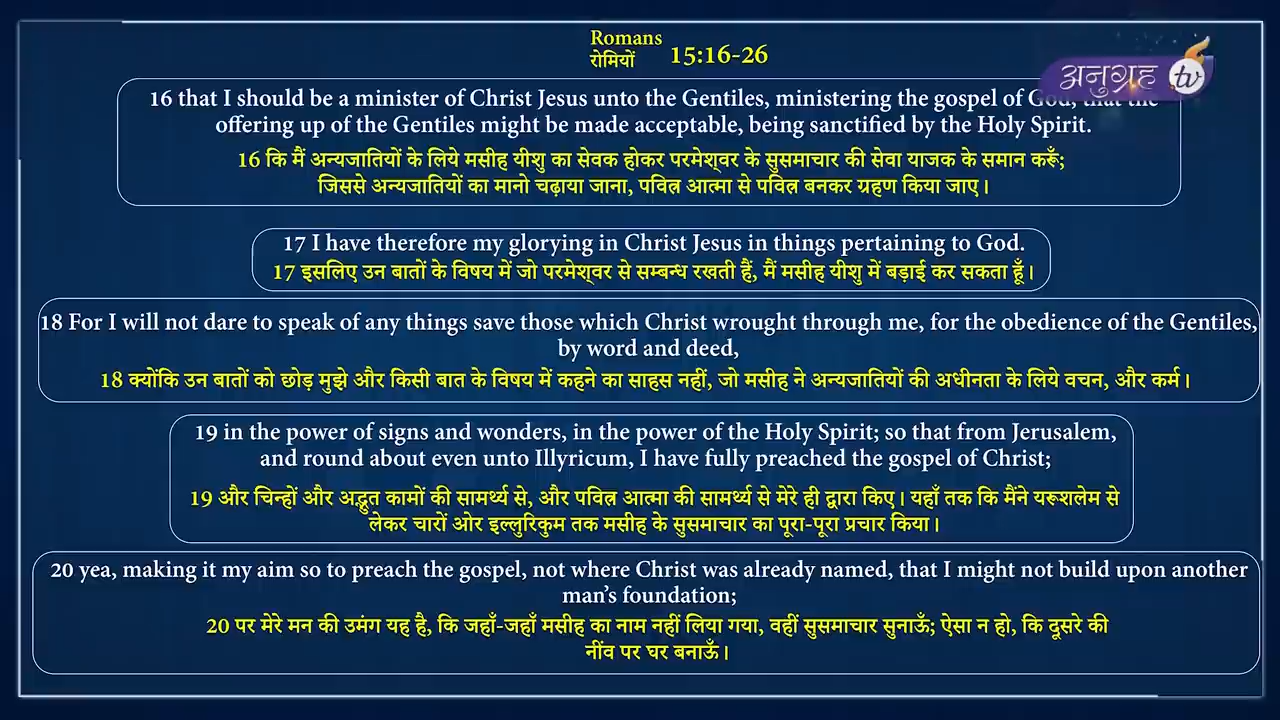 Romans
रोमियों
15:16-26
अनुग्रह tv
16 that I should be a minister of Christ Jesus unto the Gentiles, ministering the gospel of God, that the
offering up of the Gentiles might be made acceptable, being sanctified by the Holy Spirit.
16 कि मैं अन्यजातियों के लिये मसीह यीशु का सेवक होकर परमेश्‍वर के सुसमाचार की सेवा याजक के समान करूँ;
जिससे अन्यजातियों का मानो चढ़ाया जाना, पवित्र आत्मा से पवित्र बनकर ग्रहण किया जाए।
17 I have therefore my glorying in Christ Jesus in things pertaining to God.
17 इसलिए उन बातों के विषय में जो परमेश्‍वर से सम्बन्ध रखती हैं, मैं मसीह यीशु में बड़ाई कर सकता हूँ।
18 For I will not dare to speak of any things save those which Christ wrought through me, for the obedience of the Gentiles,
by word and deed,
18 क्योंकि उन बातों को छोड़ मुझे और किसी बात के विषय में कहने का साहस नहीं, जो मसीह ने अन्यजातियों की अधीनता के लिये वचन, और कर्म।
19 in the power of signs and wonders, in the power of the Holy Spirit; so that from Jerusalem,
and round about even unto Illyricum, I have fully preached the gospel of Christ;
19 और चिन्हों और अद्भुत कामों की सामर्थ्य से, और पवित्र आत्मा की सामर्थ्य से मेरे ही द्वारा किए। यहाँ तक कि मैंने यरूशलेम से
लेकर चारों ओर इल्लुरिकुम तक मसीह के सुसमाचार का पूरा-पूरा प्रचार किया।
20 yea, making it my aim so to preach the gospel, not where Christ was already named, that I might not build upon another
man's foundation;
20 पर मेरे मन की उमंग यह है, कि जहाँ-जहाँ मसीह का नाम नहीं लिया गया, वहीं सुसमाचार सुनाऊँ; ऐसा न हो, कि दूसरे की
नींव पर घर बनाऊँ।